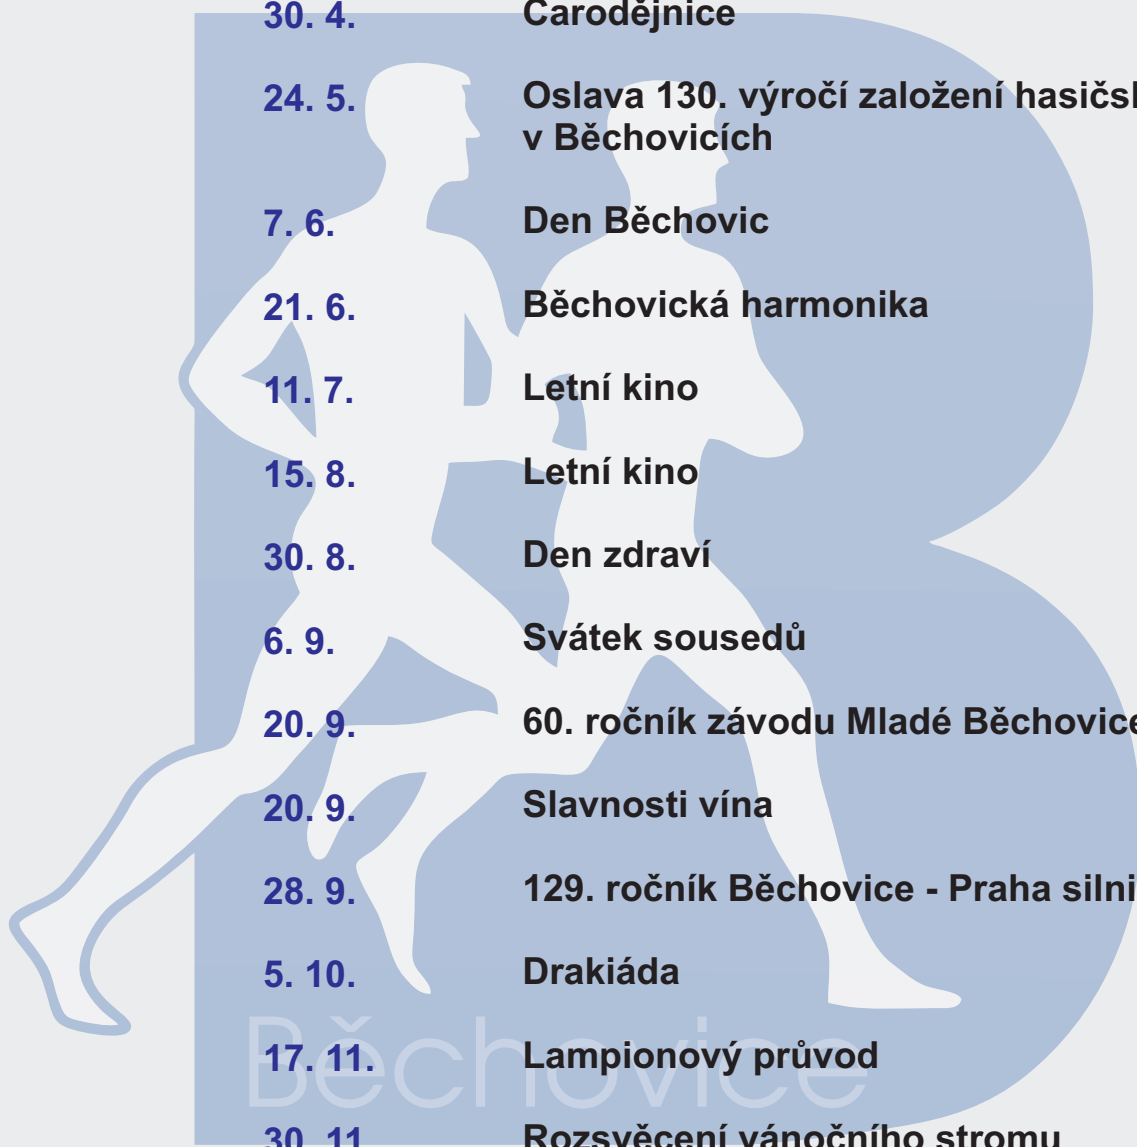 30. 4. Čarodějnice
24. 5. Oslava 130. výročí založení
v Běchovicích
7. 6. Den Běchovic
21. 6. Běchovická harmonika
11. 7. Letní kino
15. 8. Letní kino
30. 8. Den zdraví
6. 9. Svátek sousedů
20. 9. 60. ročník závodu Mladé Běchovice
20. 9. Slavnosti vína
28. 9. 129. ročník Běchovice - Praha
5. 10. Drakiáda
17. 11. Lampionový průvod
30. 11. Rozsvěcení vánočního stromu
Běchovice